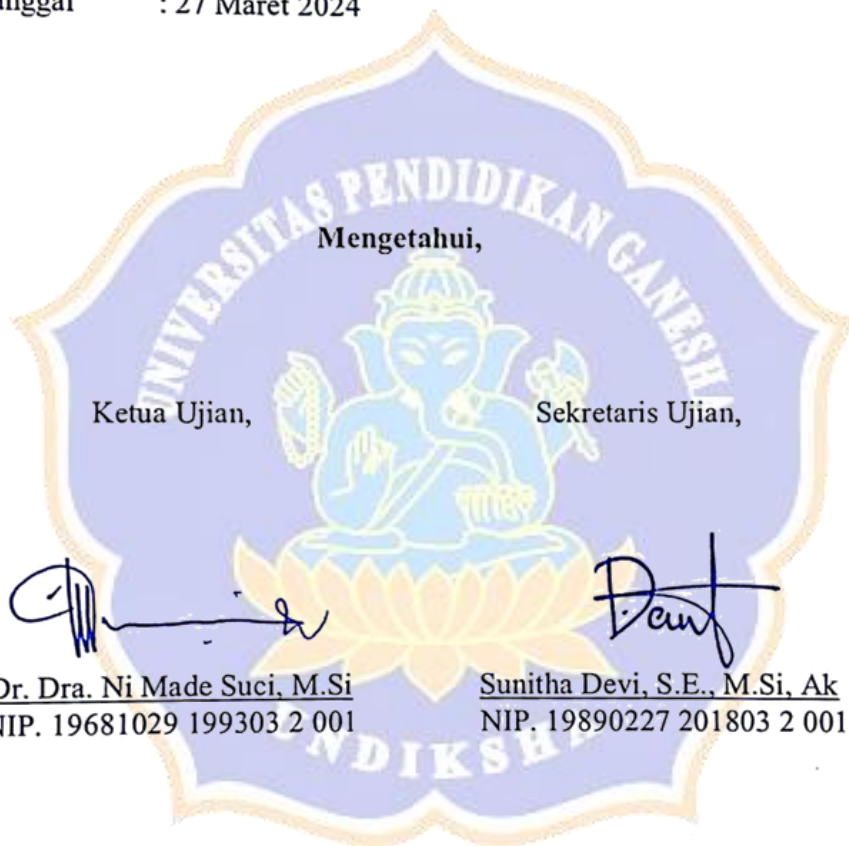 anggal : 27 Maret 2024
UNIVERSITAS PENDIDIKAN GANESHA
Mengetahui,
Ketua Ujian, Sekretaris Ujian,
Dr. Dra. Ni Made Suci, M.Si Sunitha Devi, S.E., M.Si, Ak
NIP. 19681029 199303 2 001 NIP. 19890227 201803 2 001
UNDIKSHA